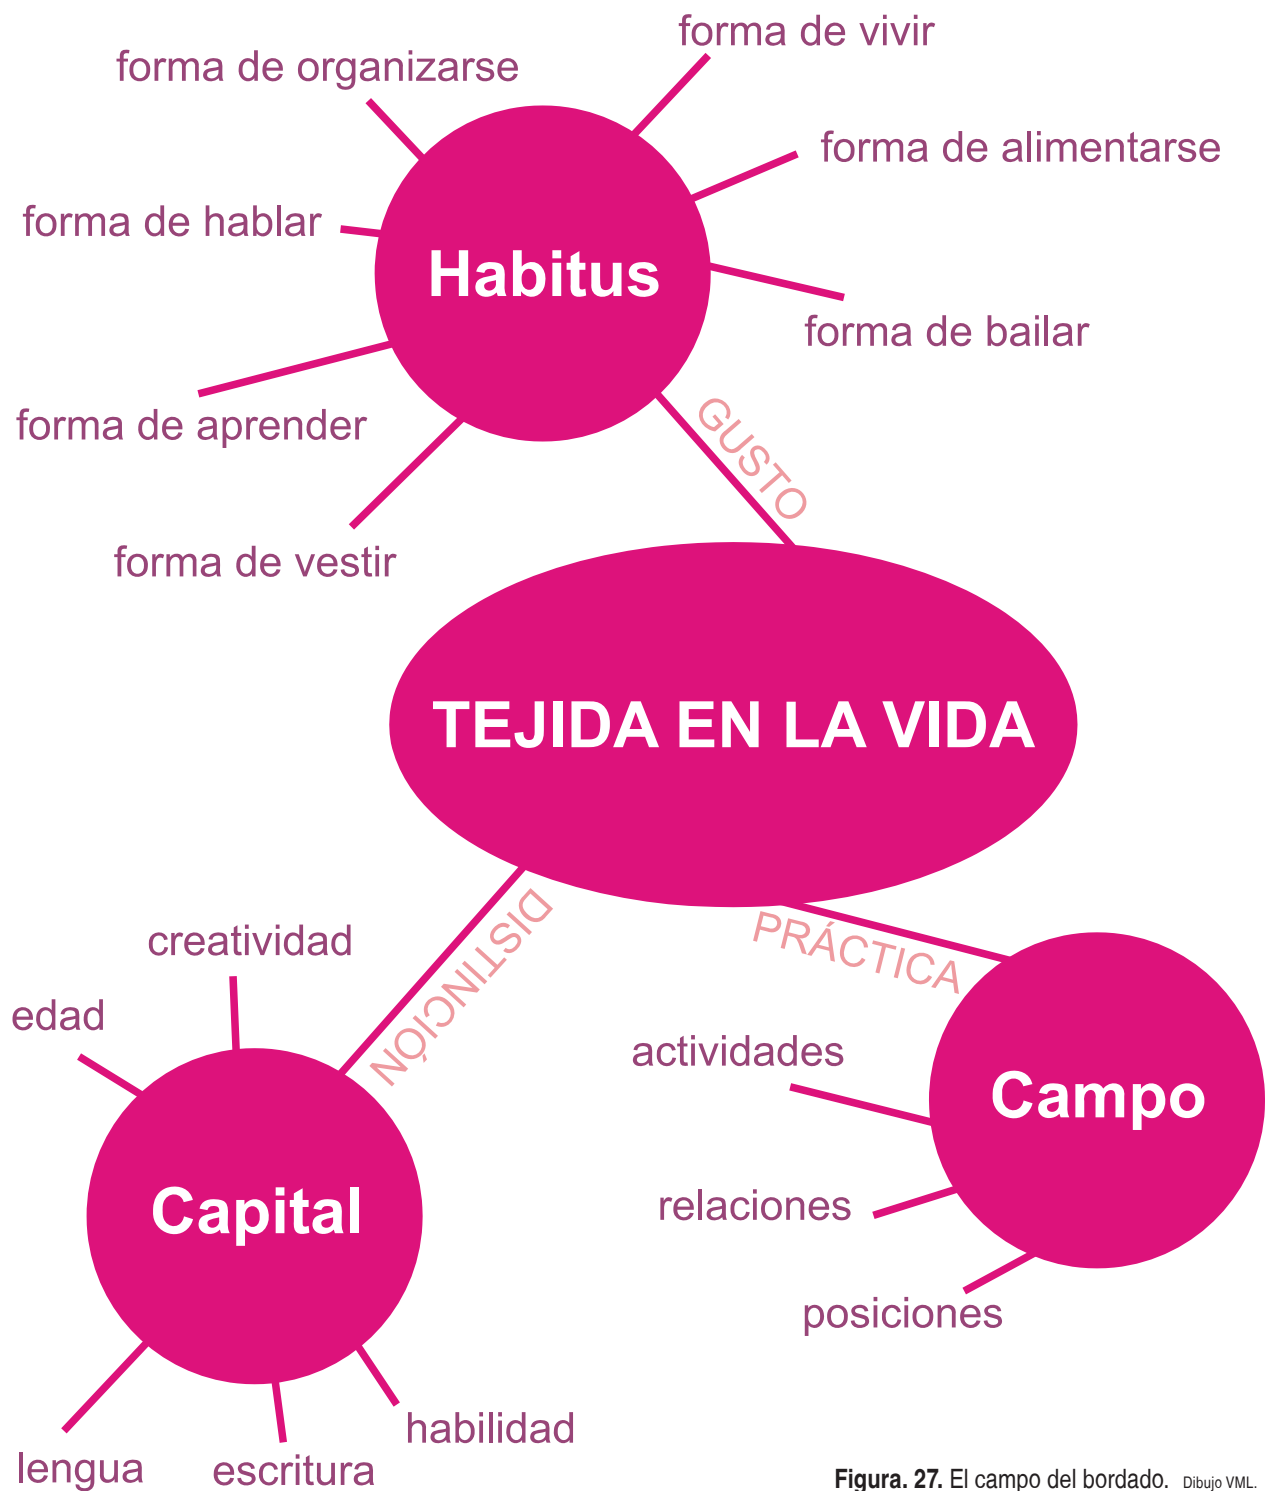 forma de vivir
forma de organizarse
forma de alimentarse
forma de hablar
Habitus
forma de bailar
forma de aprender
GUSTO
forma de vestir
TEJIDA EN LA VIDA
DISTINCIÓN
PRÁCTICA
creatividad
edad
actividades
Campo
Capital
relaciones
posiciones
habilidad
lengua
escritura
Figura. 27. El campo del bordado. Dibujo VML.